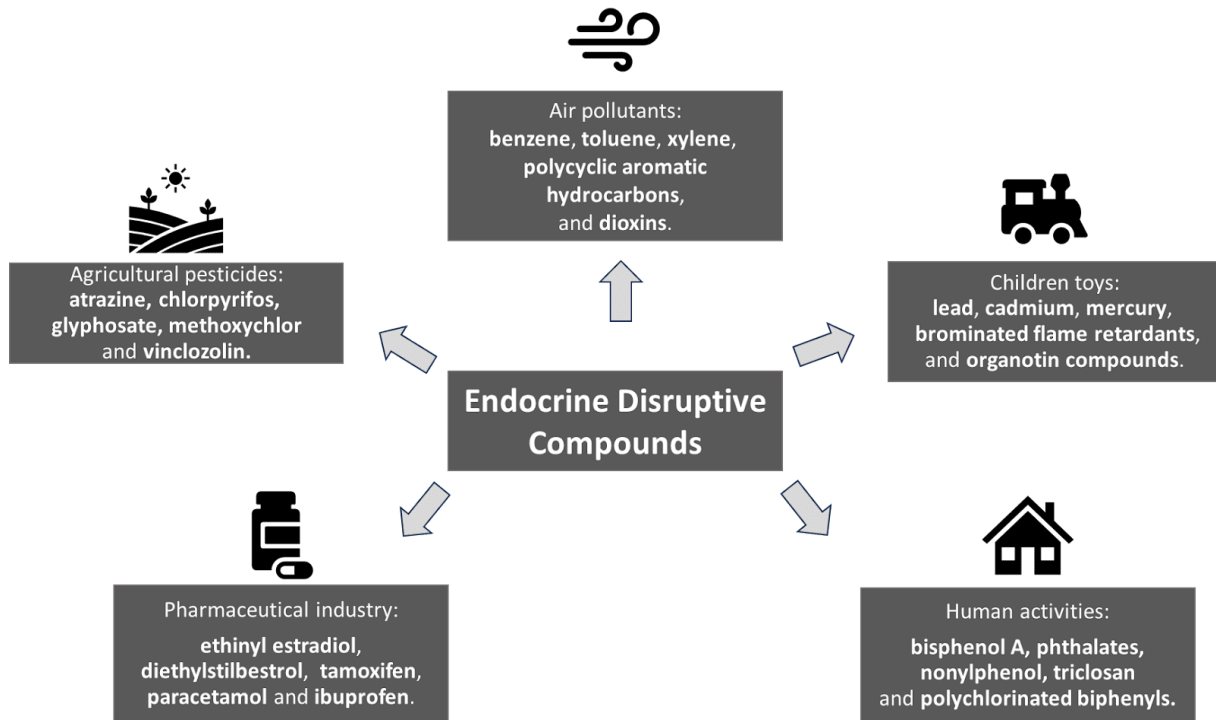 Air pollutants:
benzene, toluene, xylene,
polycyclic aromatic
hydrocarbons,
and dioxins.
Agricultural pesticides:
atrazine, chlorpyrifos,
glyphosate, methoxychlor
and vinclozolin.
Children toys:
lead, cadmium, mercury,
brominated flame retardants,
and organotin compounds.
Endocrine Disruptive
Compounds
Pharmaceutical industry:
ethinyl estradiol,
diethylstilbestrol, tamoxifen,
paracetamol and ibuprofen.
Human activities:
bisphenol A, phthalates,
nonylphenol, triclosan
and polychlorinated biphenyls.